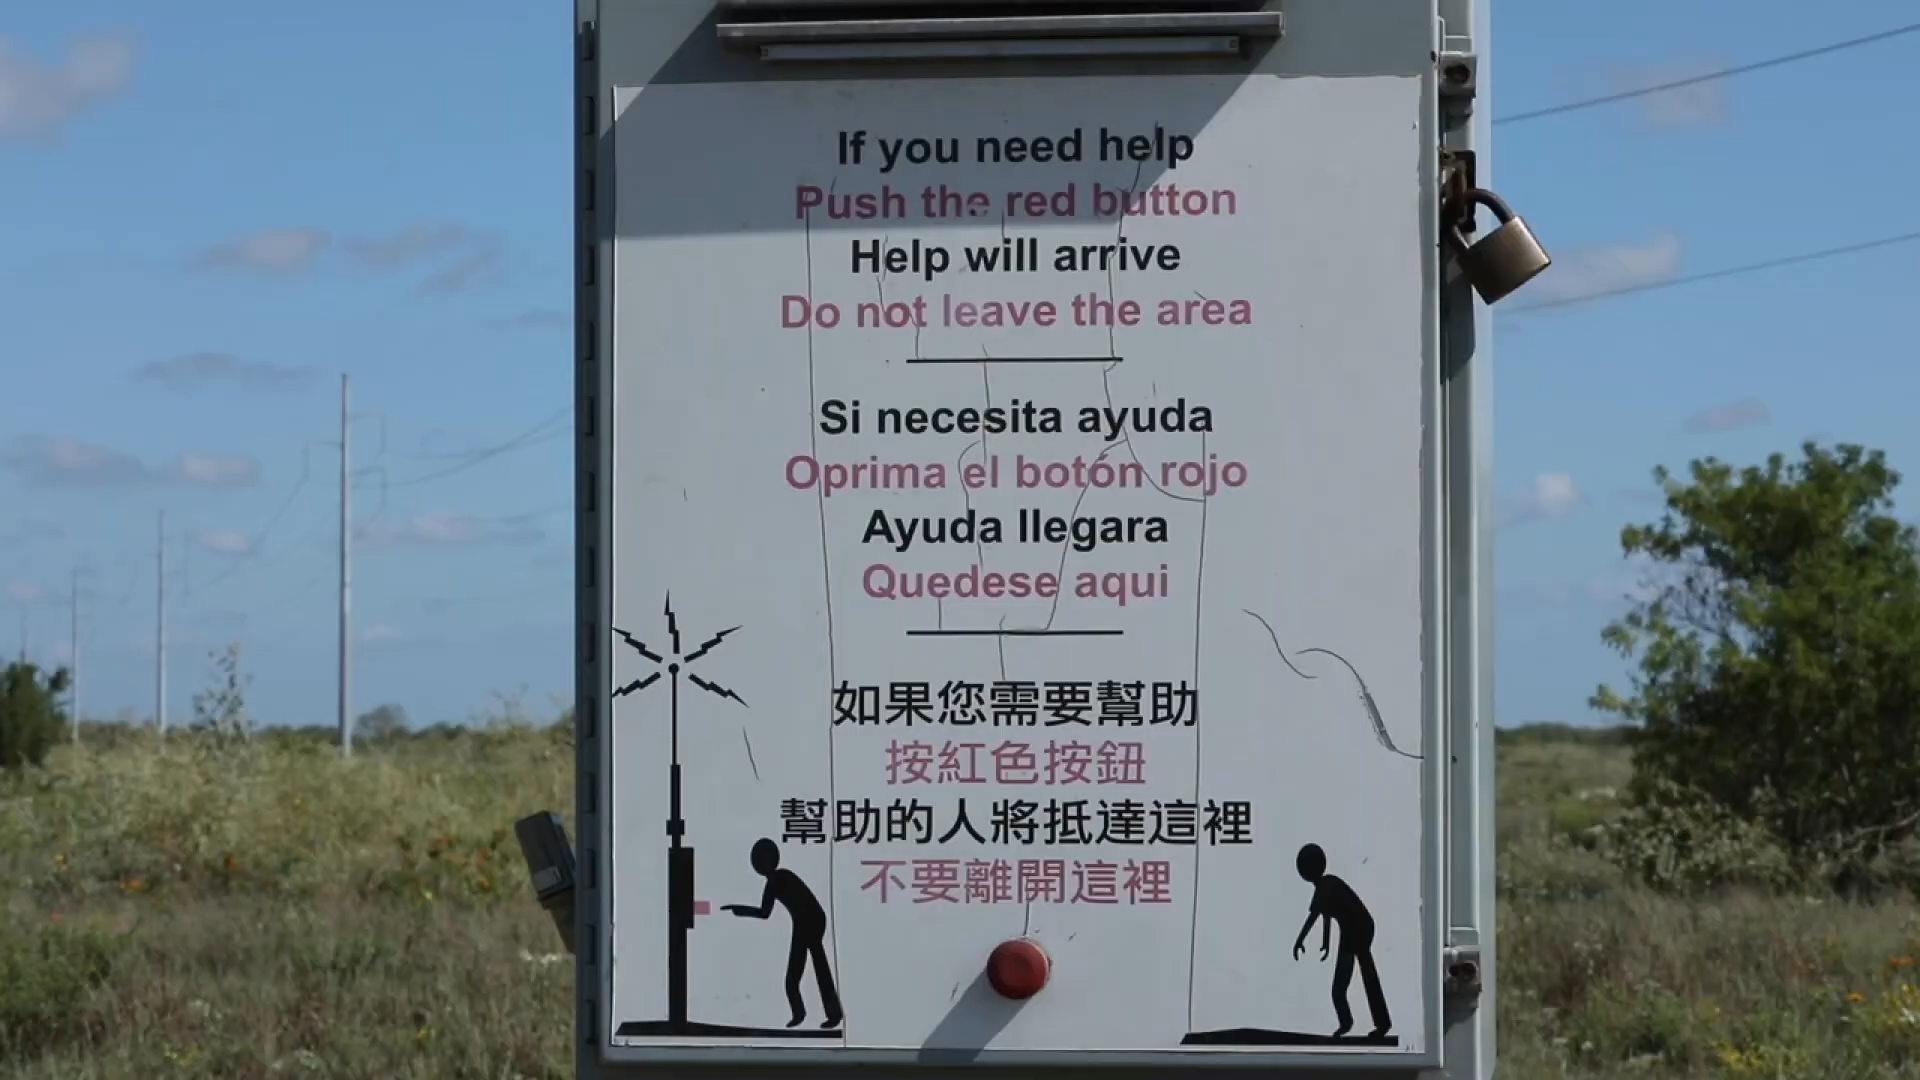 If you need help
Push the red button
Help will arrive
Do not leave the area
Si necesita ayuda
Oprima el botón rojo
Ayuda llegara
Quedese aqui
如果您需要幫助
按紅色按鈕
幫助的人將抵達這裡
不要離開這裡